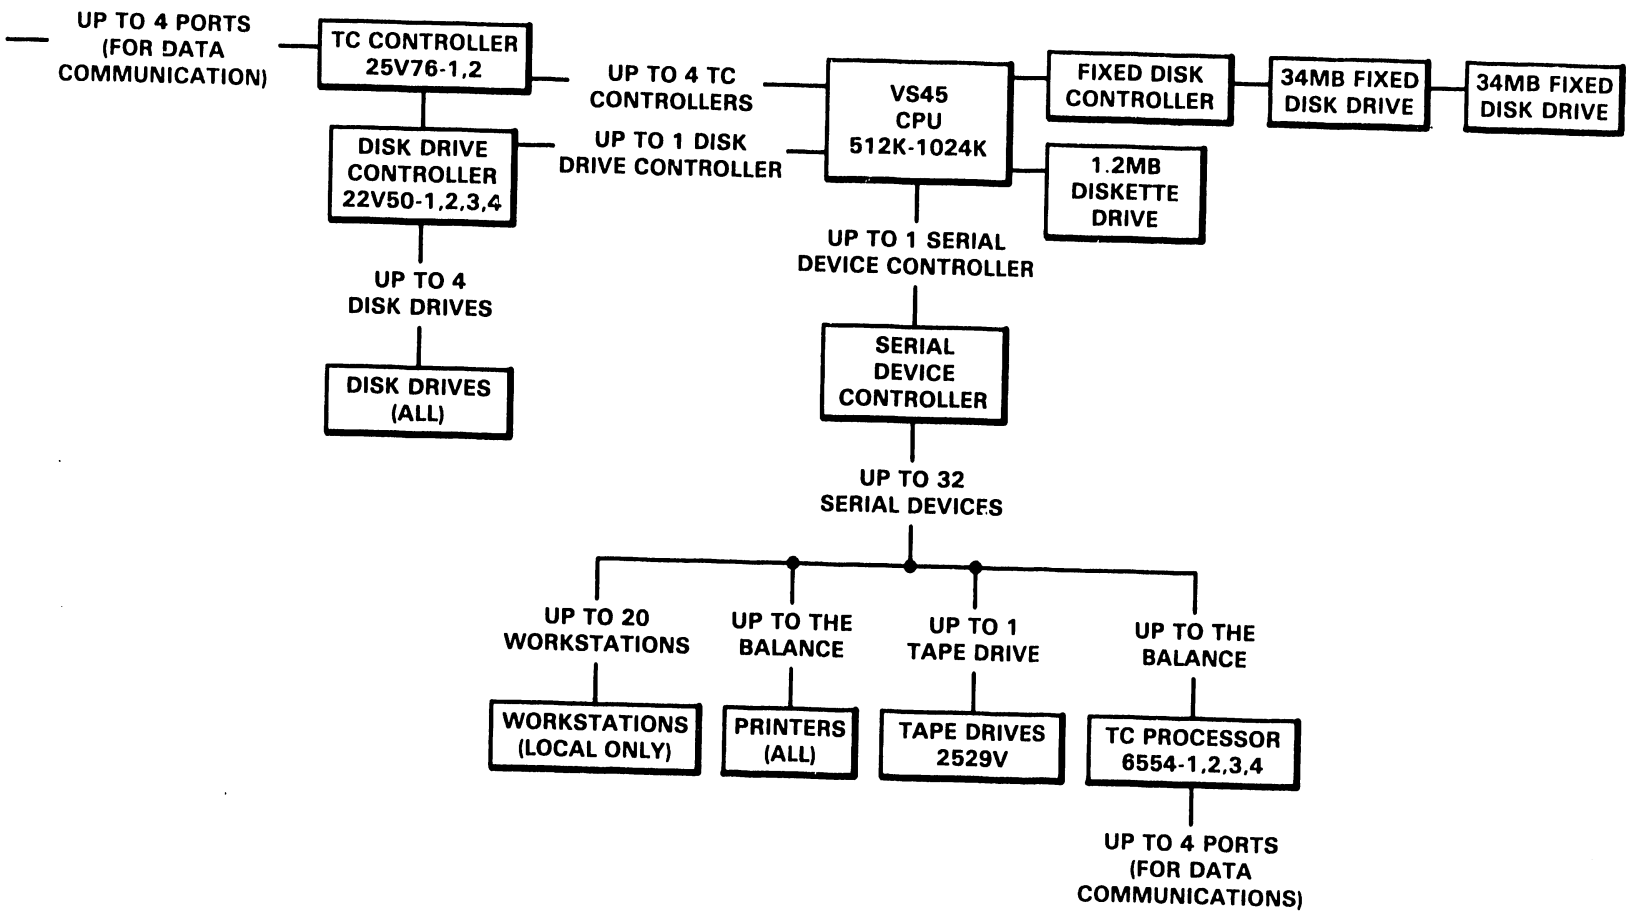 UP TO 4 PORTS
(FOR DATA
COMMUNICATION)
TC CONTROLLER
25V76-1,2
UP TO 4 TC
CONTROLLERS
VS45
CPU
512K-1024K
FIXED DISK
CONTROLLER
34MB FIXED
DISK DRIVE
34MB FIXED
DISK DRIVE
DISK DRIVE
CONTROLLER
22V50-1,2,3,4
UP TO 1 DISK
DRIVE CONTROLLER
1.2MB
DISKETTE
DRIVE
UP TO 4
DISK DRIVES
DISK DRIVES
(ALL)
UP TO 1 SERIAL
DEVICE CONTROLLER
SERIAL
DEVICE
CONTROLLER
UP TO 32
SERIAL DEVICES
UP TO 20
WORKSTATIONS
UP TO THE
BALANCE
UP TO 1
TAPE DRIVE
UP TO THE
BALANCE
WORKSTATIONS
(LOCAL ONLY)
PRINTERS
(ALL)
TAPE DRIVES
2529V
TC PROCESSOR
6554-1,2,3,4
UP TO 4 PORTS
(FOR DATA
COMMUNICATIONS)